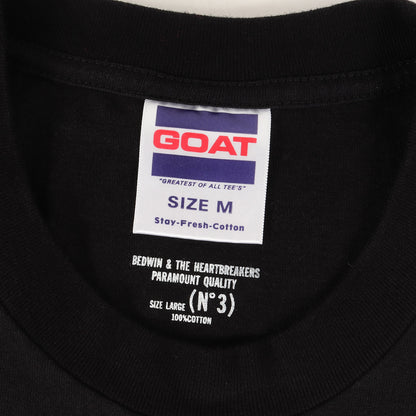 GOAT
"GREATEST OF ALL TEE'S"
SIZE M
Stay-Fresh-Cotton
BEDWIN & THE HEARTBREAKERS
PARAMOUNT QUALITY
SIZE LARGE (N°3)
100%COTTON